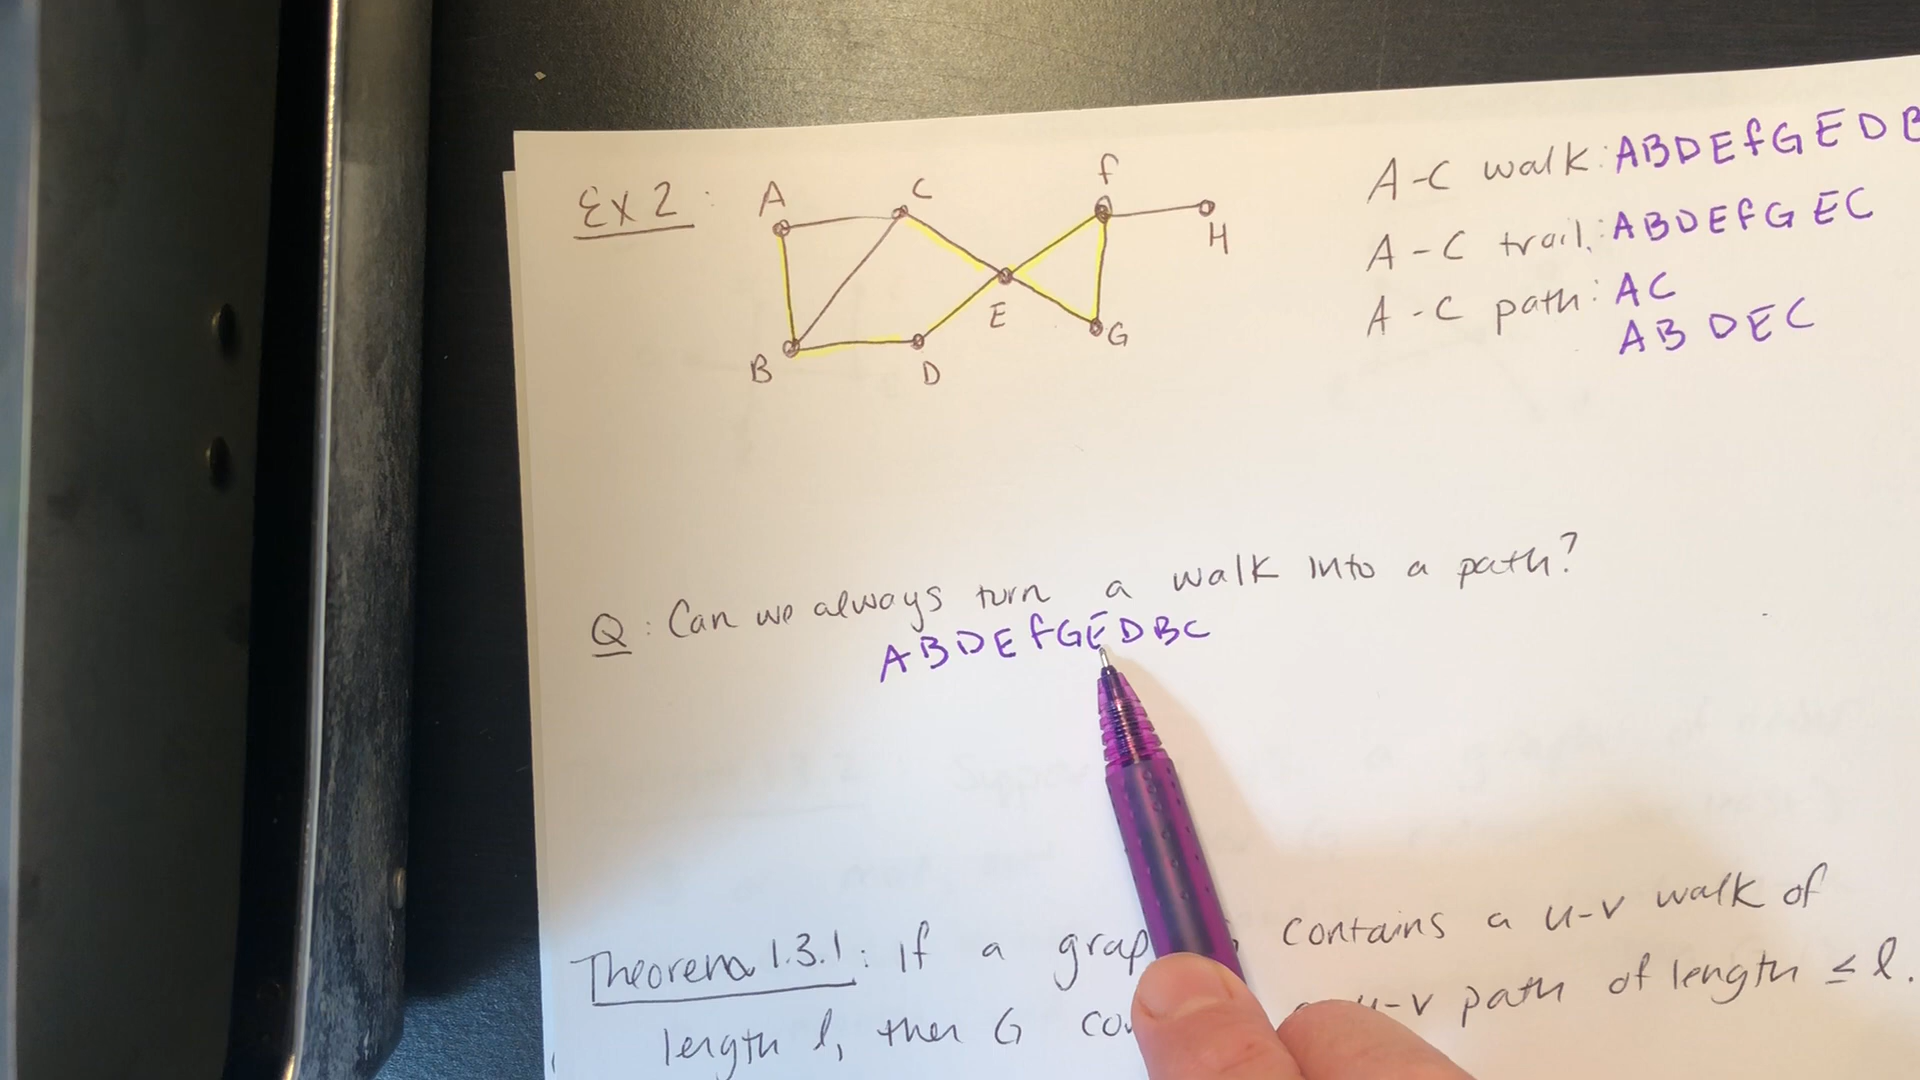 Ex 2:
A
C
f
H
E
G
B
D
A-C walk: ABDEfGEDB
A-C trail: ABDEfGEC
A-C path: AC
ABDEC
Q: Can we always turn a walk into a path?
ABDEfGEDBC
Theorem 1.3.1: If a contains a u-v walk of
length l, then G u-v path of length ≤ l.